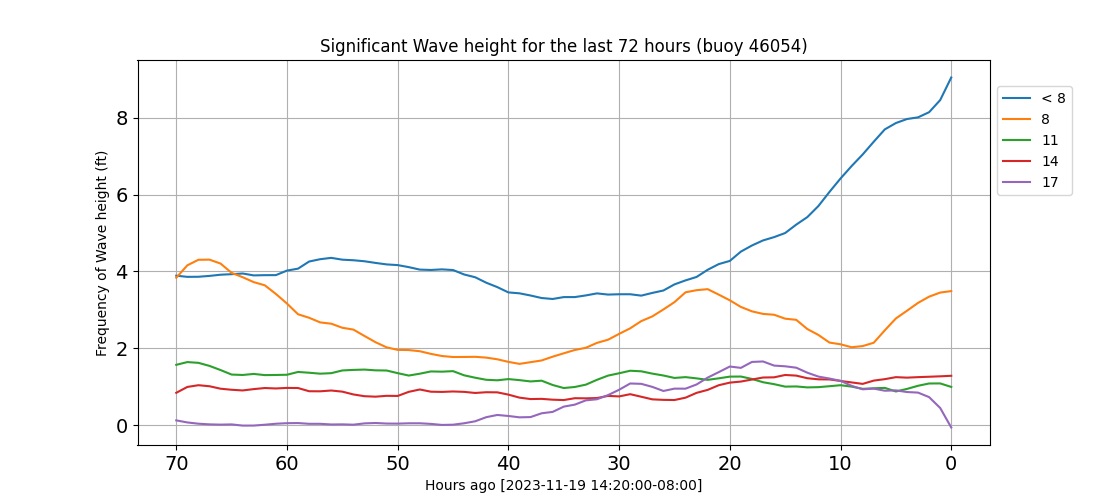 Significant Wave height for the last 72 hours (buoy 46054)
Frequency of Wave height (ft)
8
6
4
2
0
70 60 50 40 30 20 10 0
Hours ago [2023-11-19 14:20:00-08:00]
< 8
8
11
14
17